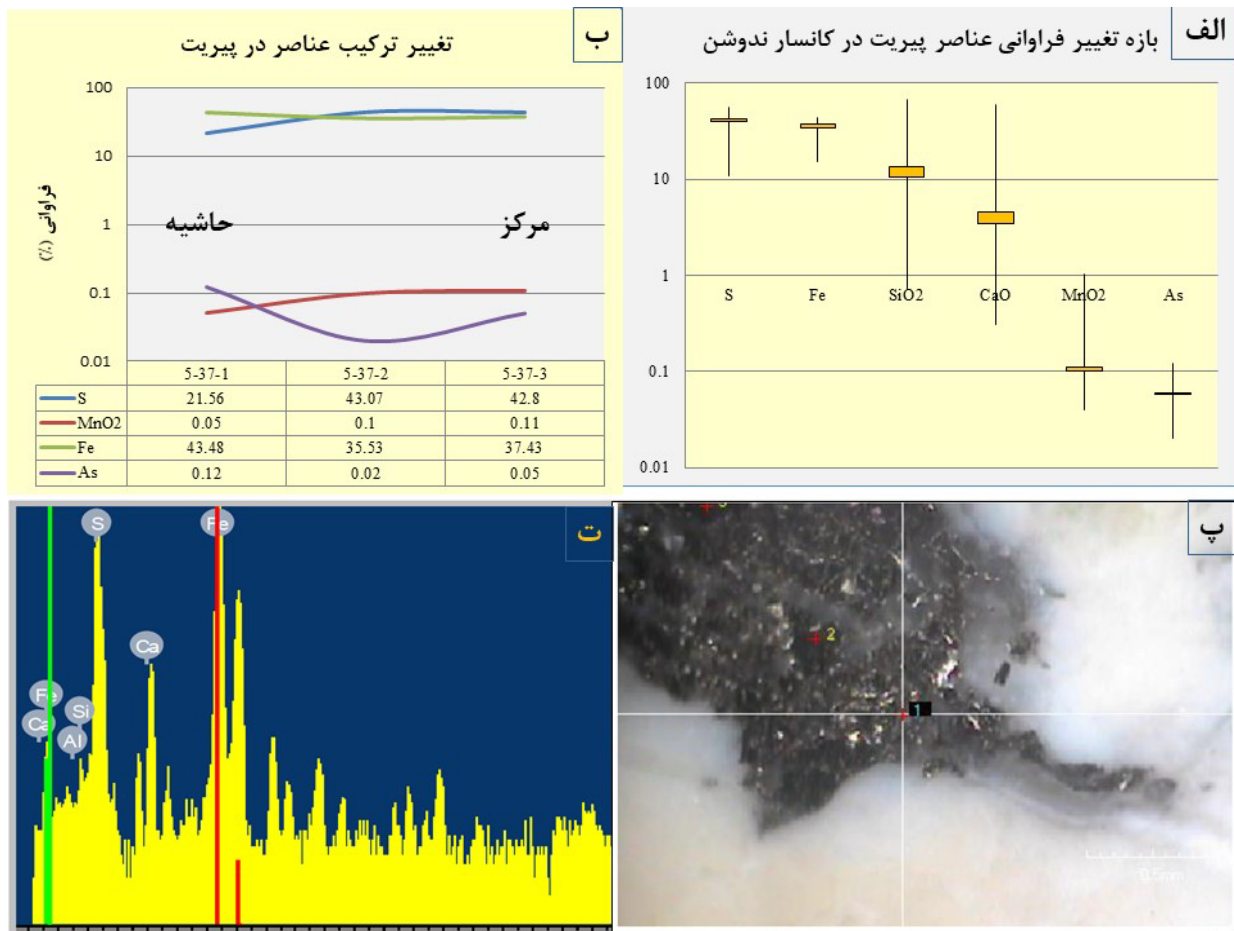 الف
بازه تغییر فراوانی عناصر پیریت در کانسار ندوشن
100
10
1
0.1
0.01
S Fe SiO2 CaO MnO2 As
ب
تغییر ترکیب عناصر در پیریت
فراوانی (%)
100
10
1
0.1
0.01
حاشیه
مرکز
5-37-1 5-37-2 5-37-3
S 21.56 43.07 42.8
MnO2 0.05 0.1 0.11
Fe 43.48 35.53 37.43
As 0.12 0.02 0.05
پ
2
1
0.5mm
ت
S
Fe
Ca
Fe
Si
Ca
Al